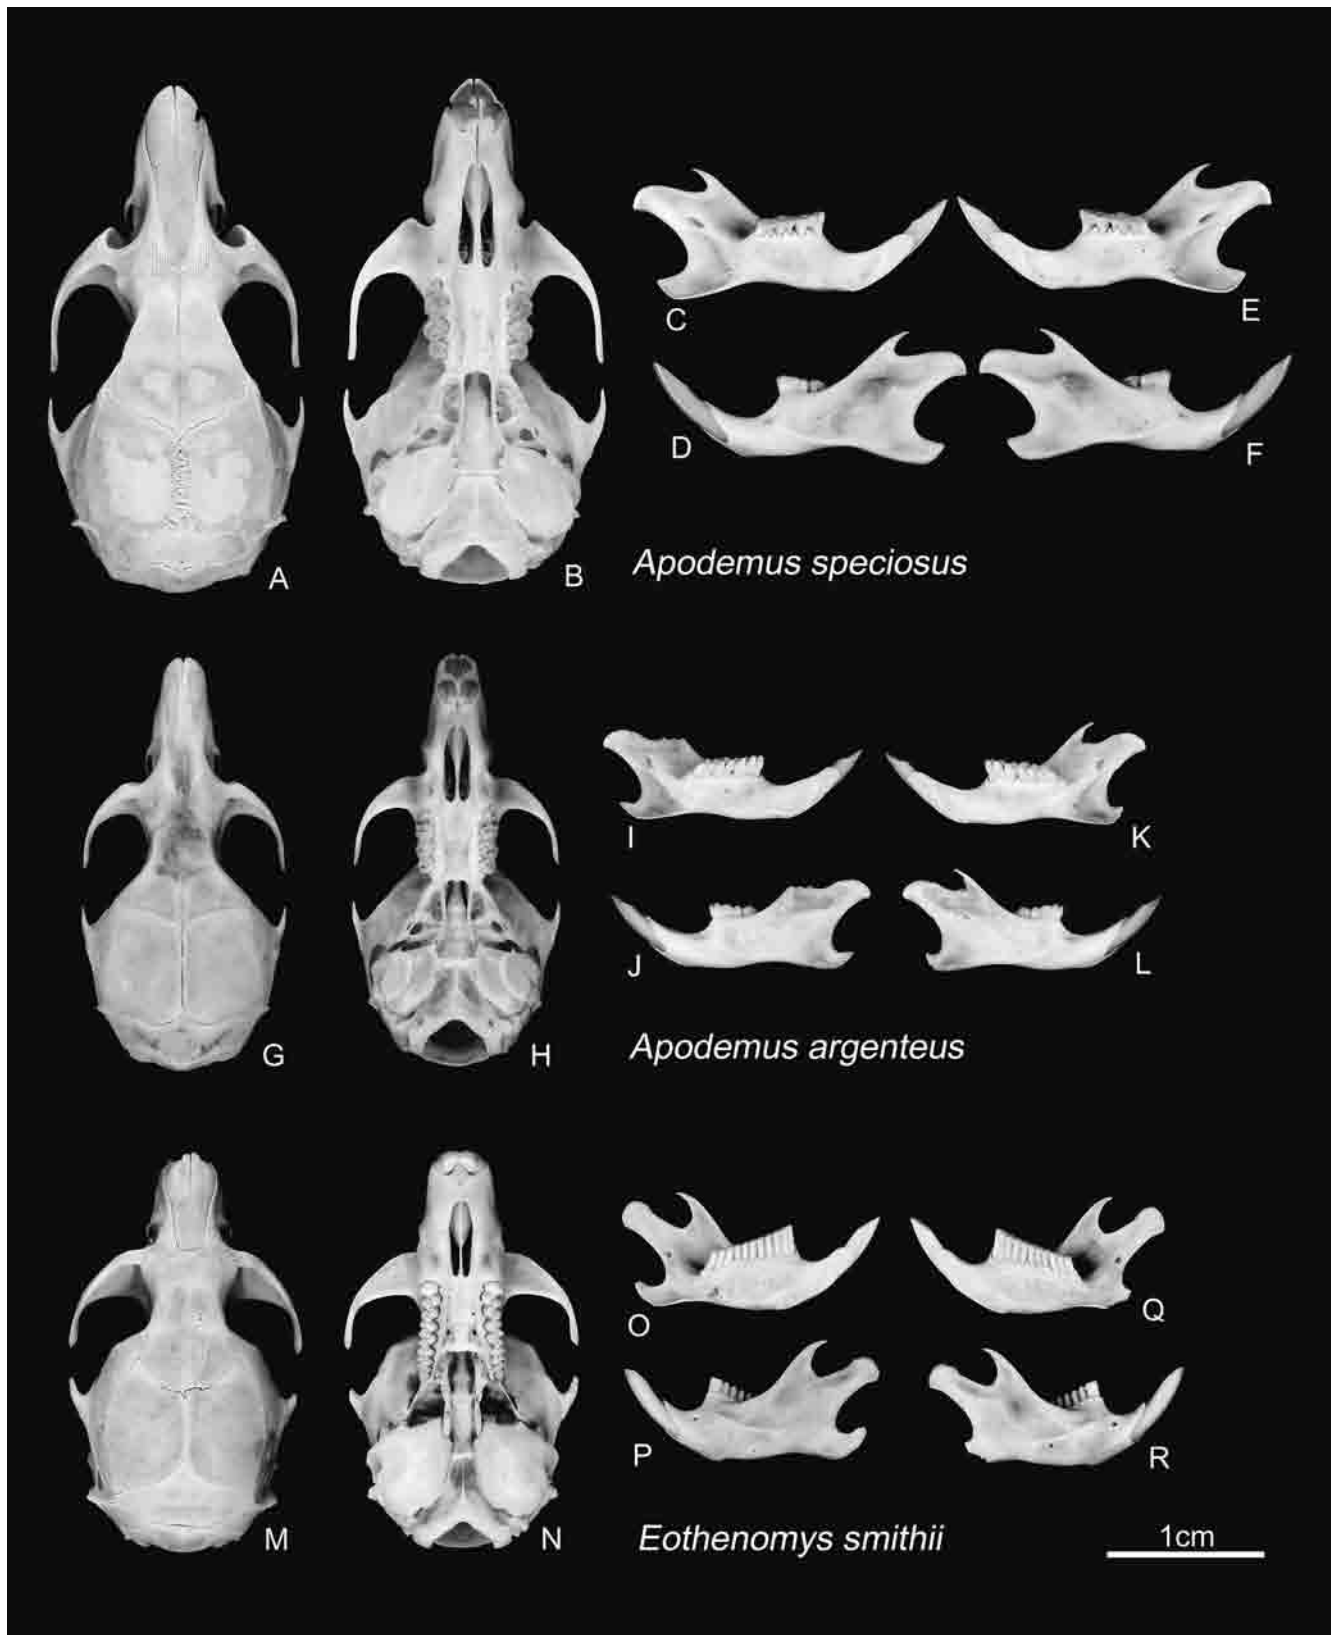 C
E
D
F
A
B
Apodemus speciosus
I
K
J
L
G
H
Apodemus argenteus
O
Q
P
R
M
N
Eothenomys smithii
1cm